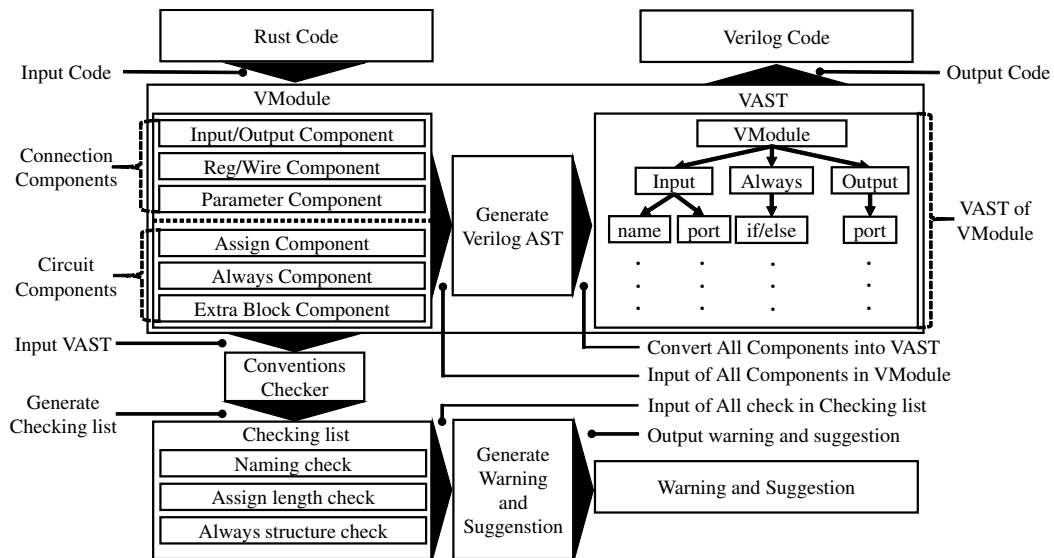 Rust Code
Verilog Code
Input Code
Output Code
VModule
VAST
Input/Output Component
Reg/Wire Component
Parameter Component
Connection
Components
Assign Component
Always Component
Extra Block Component
Circuit
Components
Generate
Verilog AST
VModule
Input
Always
Output
name
port
if/else
port
VAST of
VModule
Input VAST
Convert All Components into VAST
Conventions
Checker
Input of All Components in VModule
Generate
Checking list
Input of All check in Checking list
Output warning and suggestion
Checking list
Naming check
Assign length check
Always structure check
Generate
Warning
and
Suggenstion
Warning and Suggestion